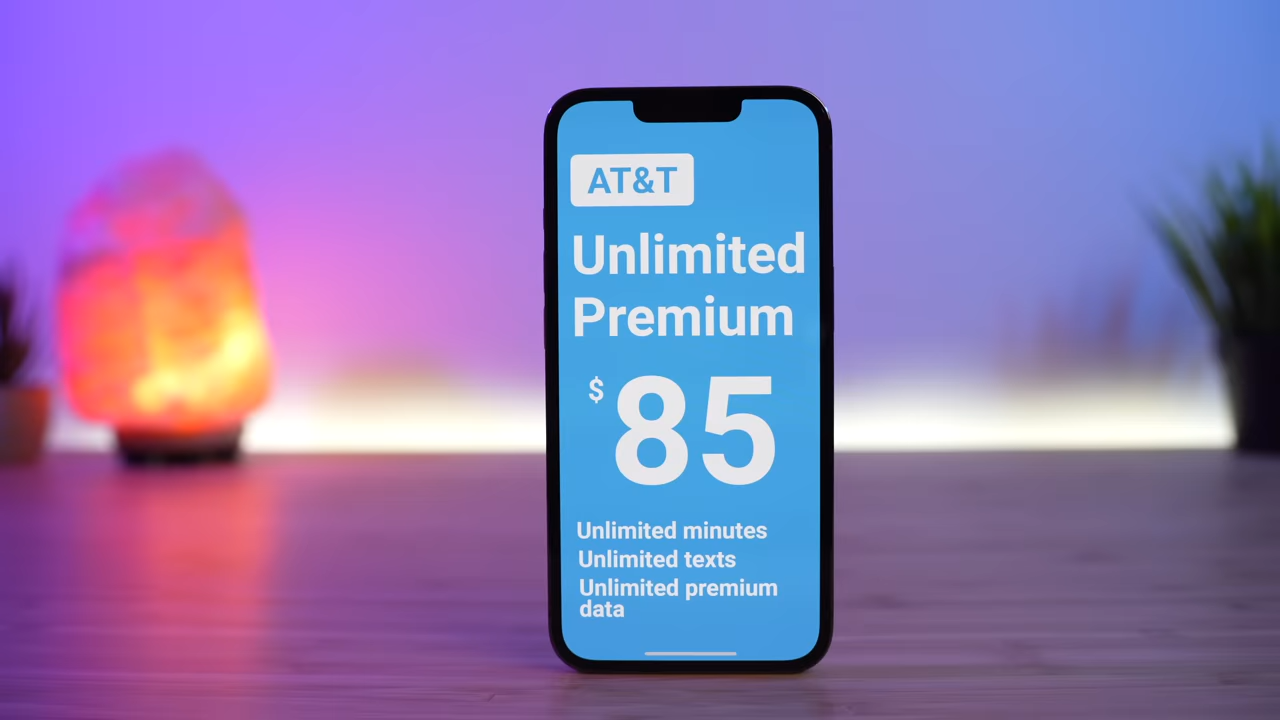 AT&T
Unlimited
Premium
$85
Unlimited minutes
Unlimited texts
Unlimited premium
data